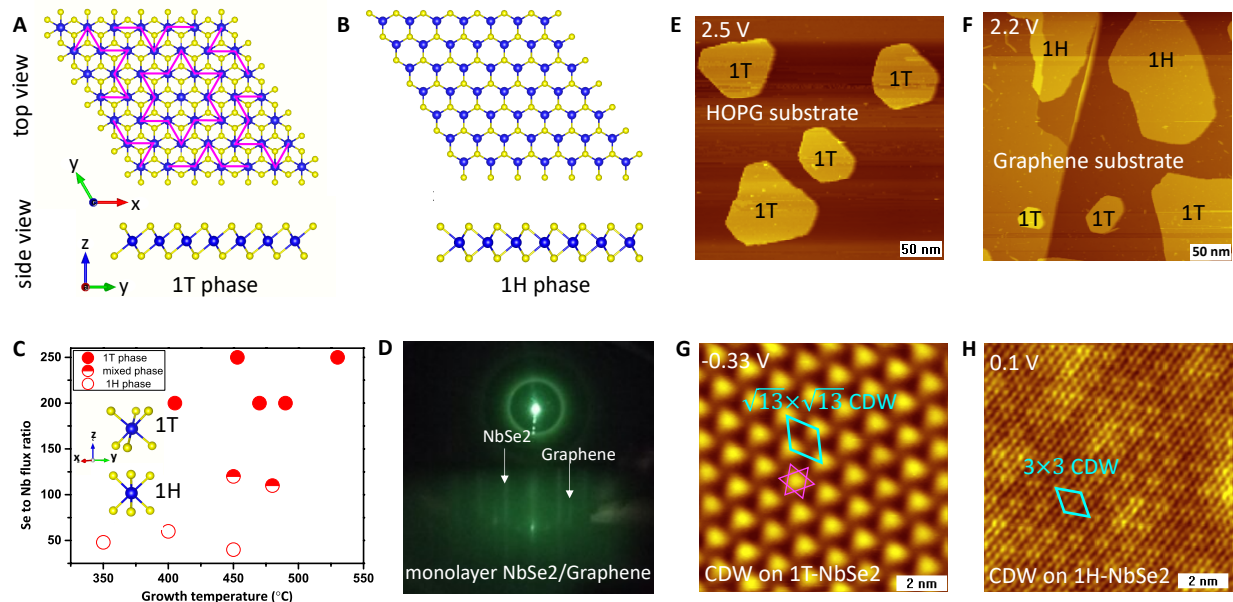 A
top view
side view
y
x
z
y
1T phase
B
1H phase
C
1T phase
mixed phase
1H phase
1T
z
x
y
1H
Se to Nb flux ratio
250
200
150
100
50
350
400
450
500
550
Growth temperature (°C)
D
NbSe2
Graphene
monolayer NbSe2/Graphene
E
2.5 V
1T
1T
HOPG substrate
1T
1T
50 nm
F
2.2 V
1H
1H
Graphene substrate
1T
1T
1T
50 nm
G
-0.33 V
√13×√13 CDW
CDW on 1T-NbSe2
2 nm
H
0.1 V
3×3 CDW
CDW on 1H-NbSe2
2 nm